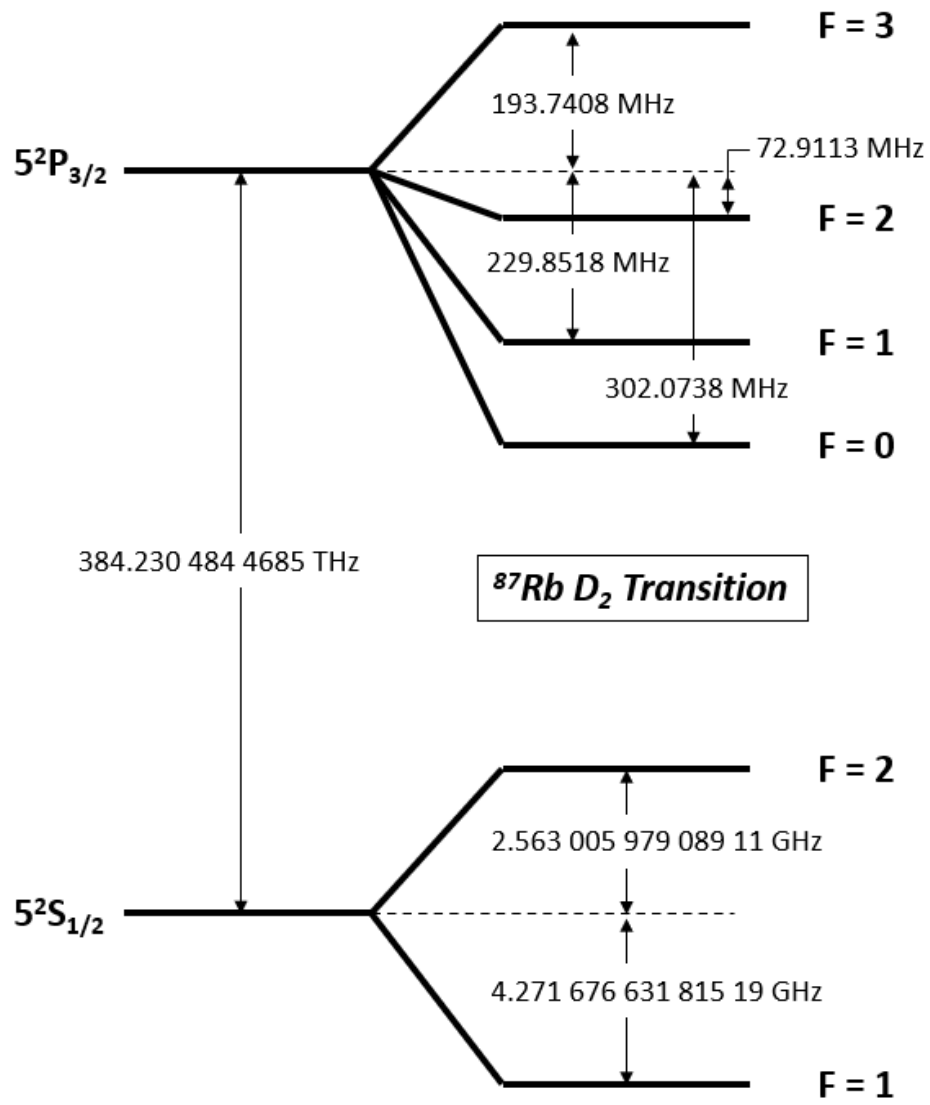 F = 3
193.7408 MHz
72.9113 MHz
5²P₃/₂
F = 2
229.8518 MHz
F = 1
302.0738 MHz
F = 0
384.230 484 4685 THz
⁸⁷Rb D₂ Transition
F = 2
2.563 005 979 089 11 GHz
5²S₁/₂
4.271 676 631 815 19 GHz
F = 1